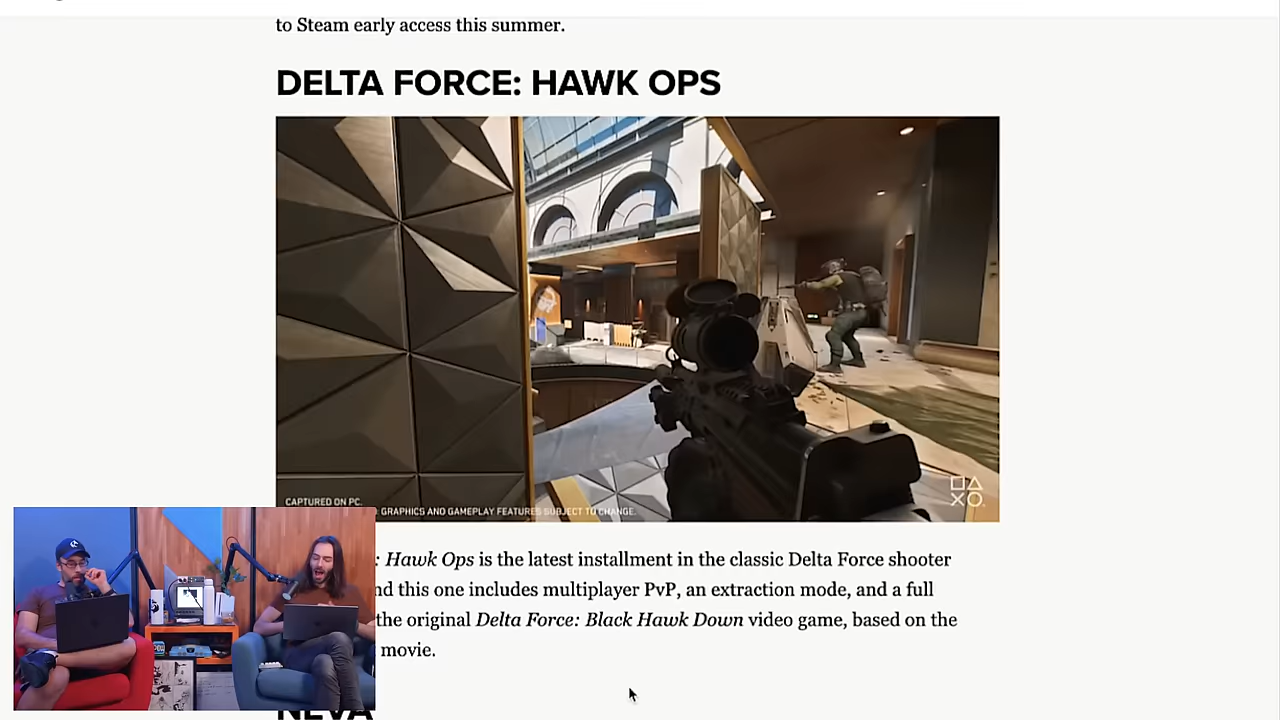 to Steam early access this summer.
DELTA FORCE: HAWK OPS
CAPTURED ON PC.
GRAPHICS AND GAMEPLAY FEATURES SUBJECT TO CHANGE.
: Hawk Ops is the latest installment in the classic Delta Force shooter
nd this one includes multiplayer PvP, an extraction mode, and a full
the original Delta Force: Black Hawk Down video game, based on the
movie.
NEVA